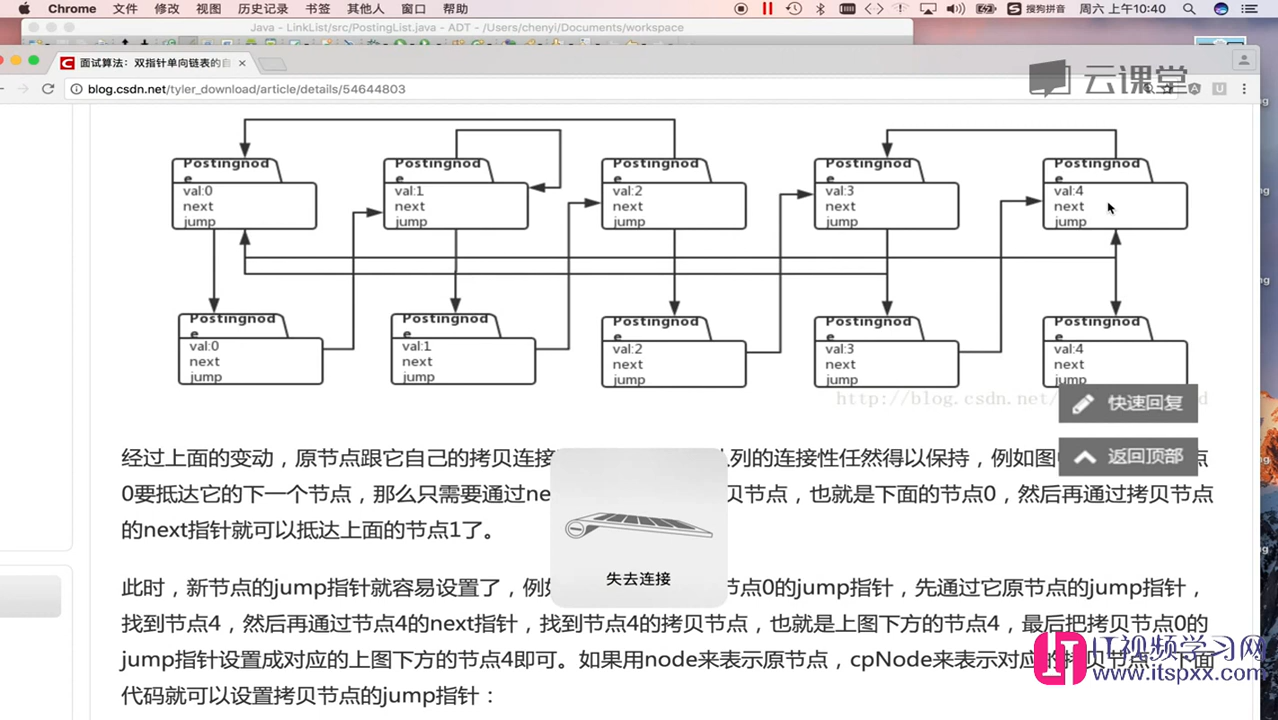 Chrome 文件 修改 视图 历史记录 书签 其他人 窗口 帮助
搜狗拼音 周六 上午10:40
Java - LinkList/src/PostingList.java - ADT - /Users/chenyi/Documents/workspace
面试算法：双指针单向链表的自
blog.csdn.net/tyler_download/article/details/54644803
云课堂
Postingnod
e
val:0
next
jump
Postingnod
e
val:1
next
jump
Postingnod
e
val:2
next
jump
Postingnod
e
val:3
next
jump
Postingnod
e
val:4
next
jump
Postingnod
e
val:0
next
jump
Postingnod
e
val:1
next
jump
Postingnod
e
val:2
next
jump
Postingnod
e
val:3
next
jump
Postingnod
e
val:4
next
jump
http://blog.csdn.net/
d
快速回复
返回顶部
经过上面的变动，原节点跟它自己的拷贝连接 队列的连接性任然得以保持，例如图 点
0要抵达它的下一个节点，那么只需要通过ne 贝节点，也就是下面的节点0，然后再通过拷贝节点
的next指针就可以抵达上面的节点1了。
失去连接
此时，新节点的jump指针就容易设置了，例如 节点0的jump指针，先通过它原节点的jump指针，
找到节点4，然后再通过节点4的next指针，找到节点4的拷贝节点，也就是上图下方的节点4，最后把拷贝节点0的
jump指针设置成对应的上图下方的节点4即可。如果用node来表示原节点，cpNode来表示对应的拷贝节点，下面
代码就可以设置拷贝节点的jump指针：
IT视频学习网
www.itspxx.com